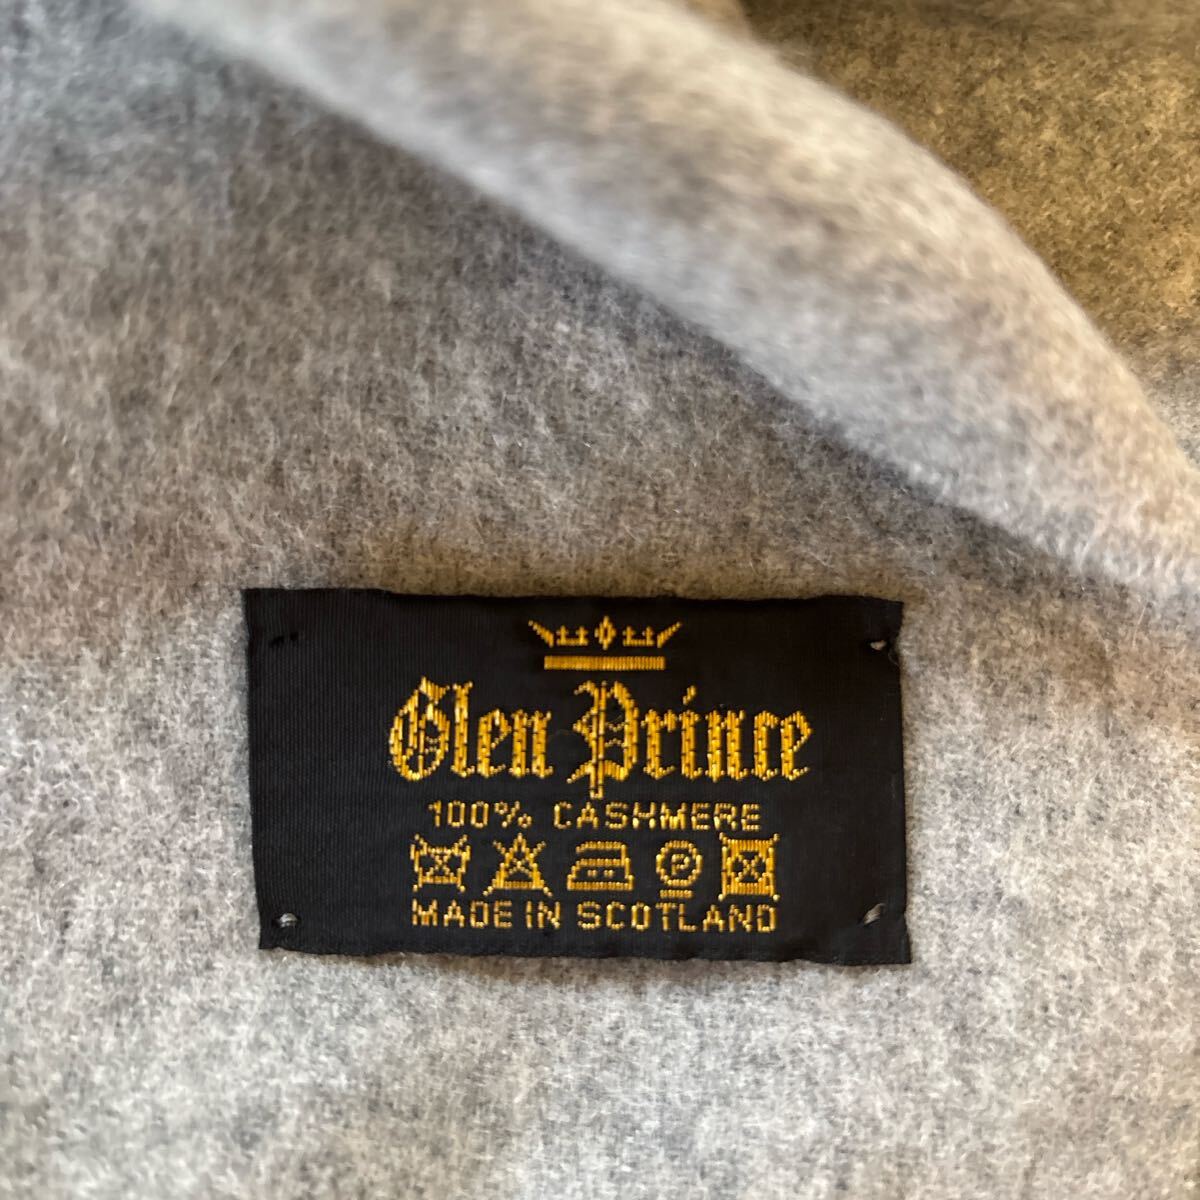 Glen Prince
100% CASHMERE
P
MADE IN SCOTLAND